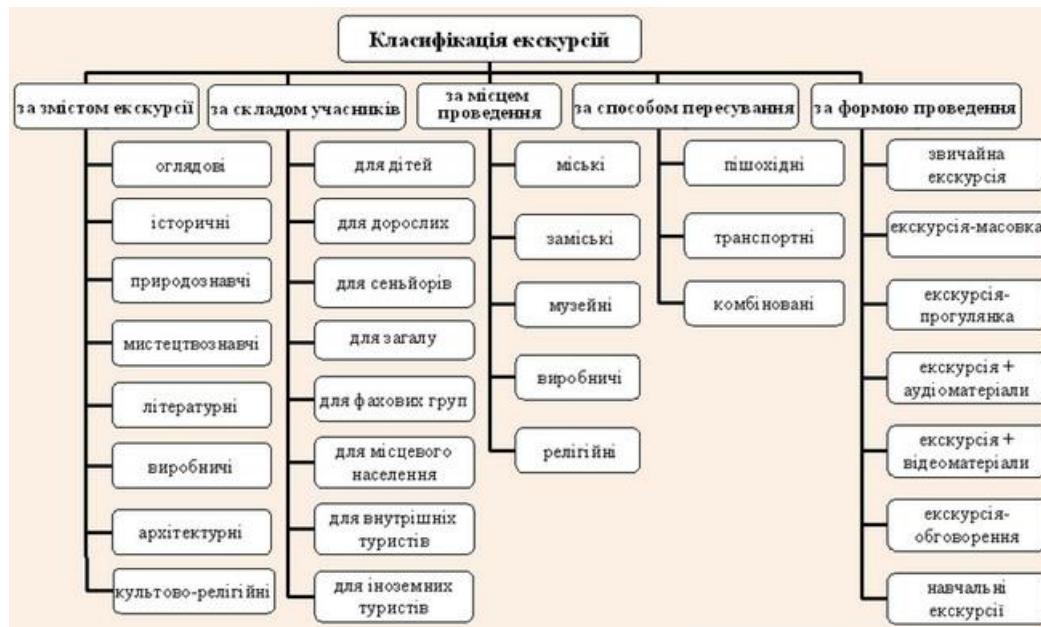 Класифікація екскурсій
за змістом екскурсії
оглядові
історичні
природознавчі
мистецтвознавчі
літературні
виробничі
архітектурні
культово-релігійні
за складом учасників
для дітей
для дорослих
для сеньйорів
для загалу
для фахових груп
для місцевого
населення
для внутрішніх
туристів
для іноземних
туристів
за місцем
проведення
міські
заміські
музейні
виробничі
релігійні
за способом пересування
пішохідні
транспортні
комбіновані
за формою проведення
звичайна
екскурсія
екскурсія-масовка
екскурсія-
прогулянка
екскурсія +
аудіоматеріали
екскурсія +
відеоматеріали
екскурсія-
обговорення
навчальні
екскурсії